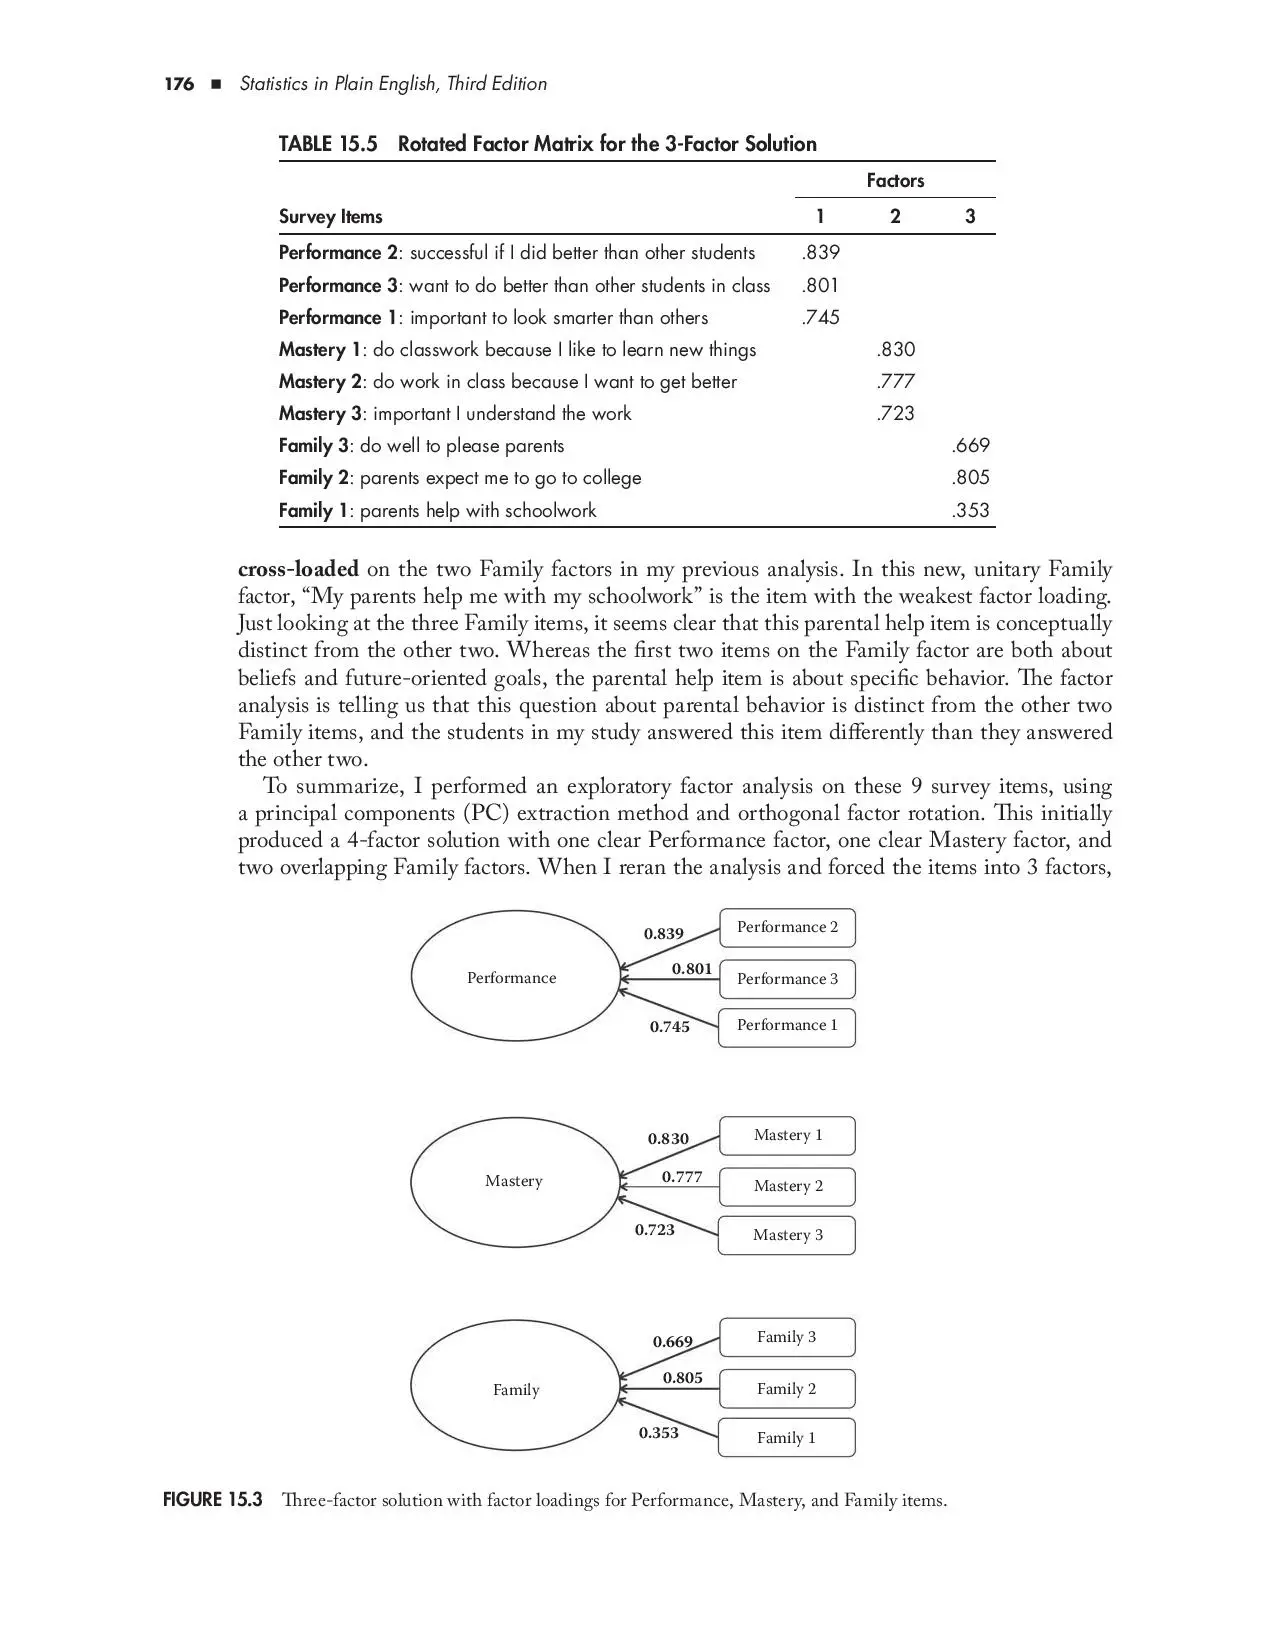 176 ■ Statistics in Plain English, Third Edition
TABLE 15.5 Rotated Factor Matrix for the 3-Factor Solution
Factors
Survey Items 1 2 3
Performance 2: successful if I did better than other students .839
Performance 3: want to do better than other students in class .801
Performance 1: important to look smarter than others .745
Mastery 1: do classwork because I like to learn new things .830
Mastery 2: do work in class because I want to get better .777
Mastery 3: important I understand the work .723
Family 3: do well to please parents .669
Family 2: parents expect me to go to college .805
Family 1: parents help with schoolwork .353
cross-loaded on the two Family factors in my previous analysis. In this new, unitary Family
factor, “My parents help me with my schoolwork” is the item with the weakest factor loading.
Just looking at the three Family items, it seems clear that this parental help item is conceptually
distinct from the other two. Whereas the first two items on the Family factor are both about
beliefs and future-oriented goals, the parental help item is about specific behavior. The factor
analysis is telling us that this question about parental behavior is distinct from the other two
Family items, and the students in my study answered this item differently than they answered
the other two.
To summarize, I performed an exploratory factor analysis on these 9 survey items, using
a principal components (PC) extraction method and orthogonal factor rotation. This initially
produced a 4-factor solution with one clear Performance factor, one clear Mastery factor, and
two overlapping Family factors. When I reran the analysis and forced the items into 3 factors,
Performance
0.839
Performance 2
0.801
Performance 3
0.745
Performance 1
Mastery
0.830
Mastery 1
0.777
Mastery 2
0.723
Mastery 3
Family
0.669
Family 3
0.805
Family 2
0.353
Family 1
FIGURE 15.3 Three-factor solution with factor loadings for Performance, Mastery, and Family items.